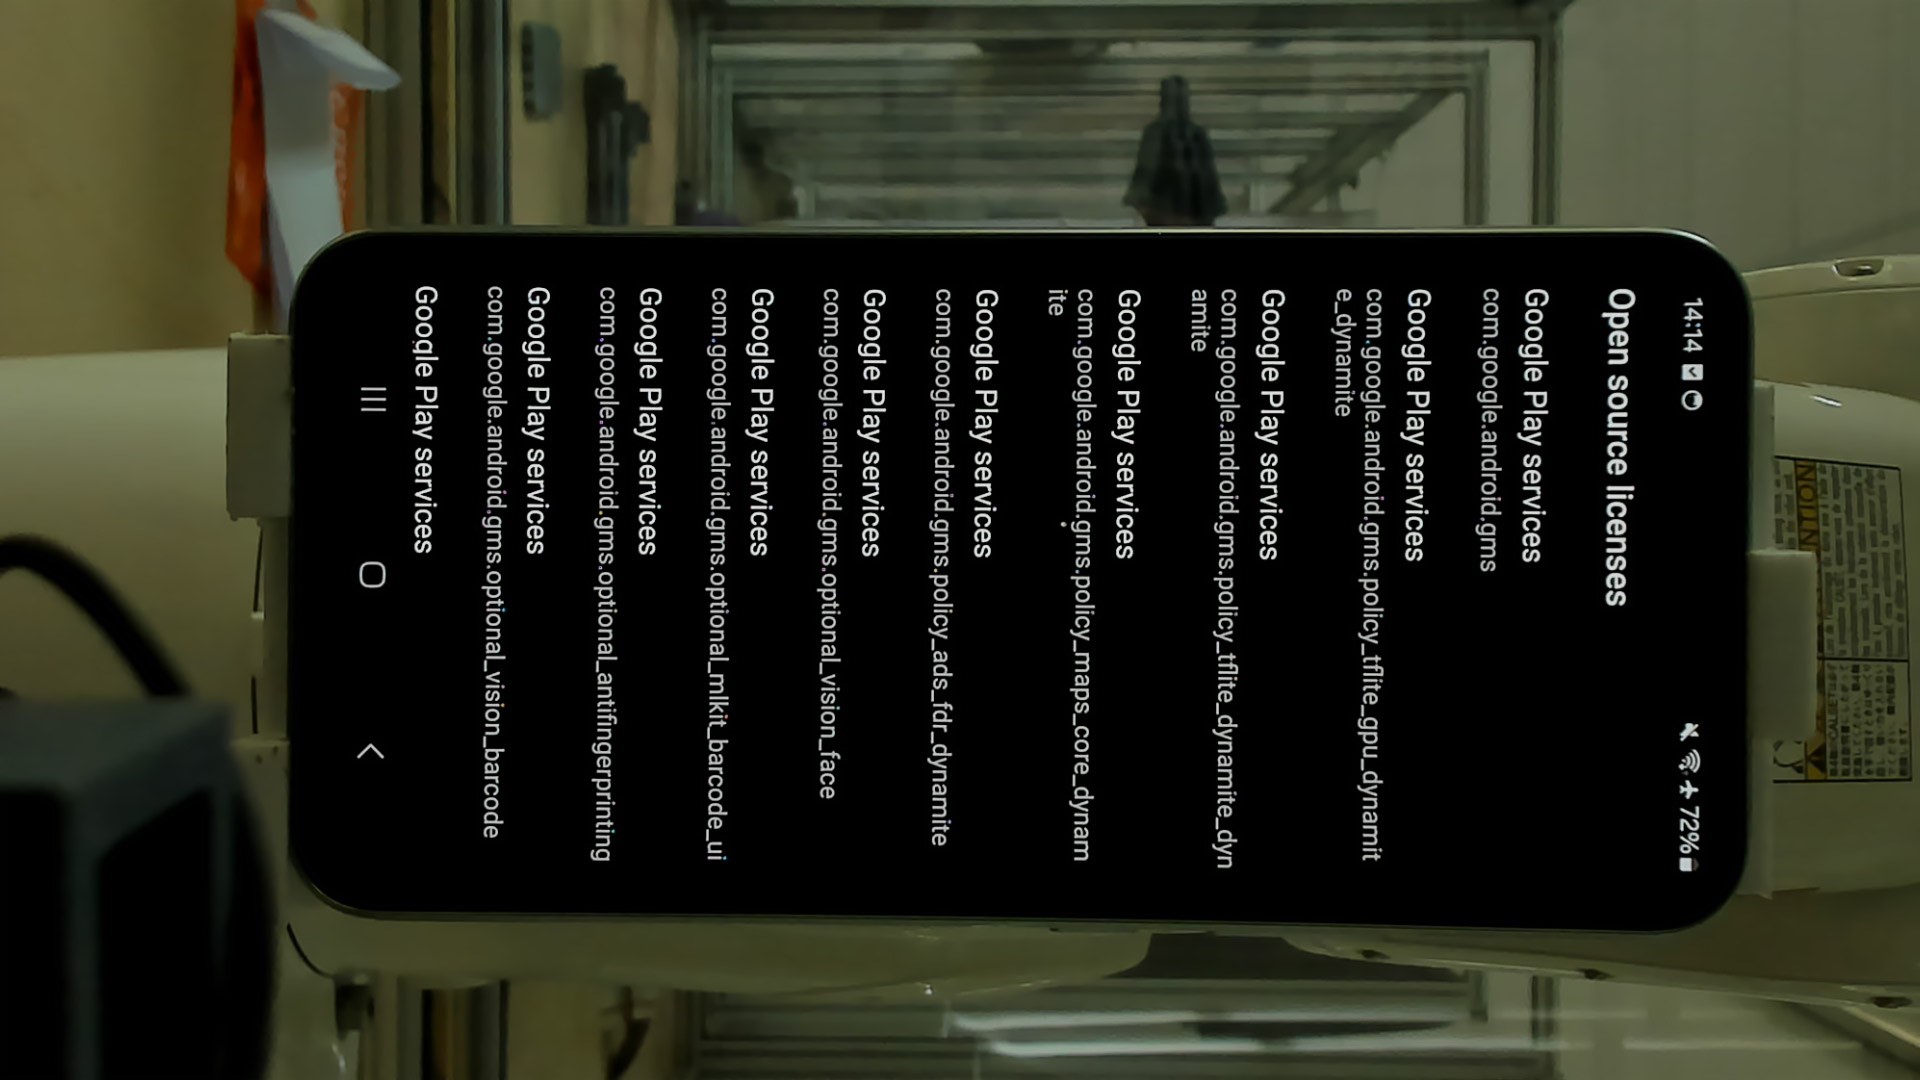 14:14
72%
Open source licenses
Google Play services
com.google.android.gms
Google Play services
com.google.android.gms.policy_tflite_gpu_dynamit
e_dynamite
Google Play services
com.google.android.gms.policy_tflite_dynamite_dyn
amite
Google Play services
com.google.android.gms.policy_maps_core_dynam
ite
Google Play services
com.google.android.gms.policy_ads_fdr_dynamite
Google Play services
com.google.android.gms.optional_vision_face
Google Play services
com.google.android.gms.optional_mlkit_barcode_ui
Google Play services
com.google.android.gms.optional_antifingerprinting
Google Play services
com.google.android.gms.optional_vision_barcode
Google Play services